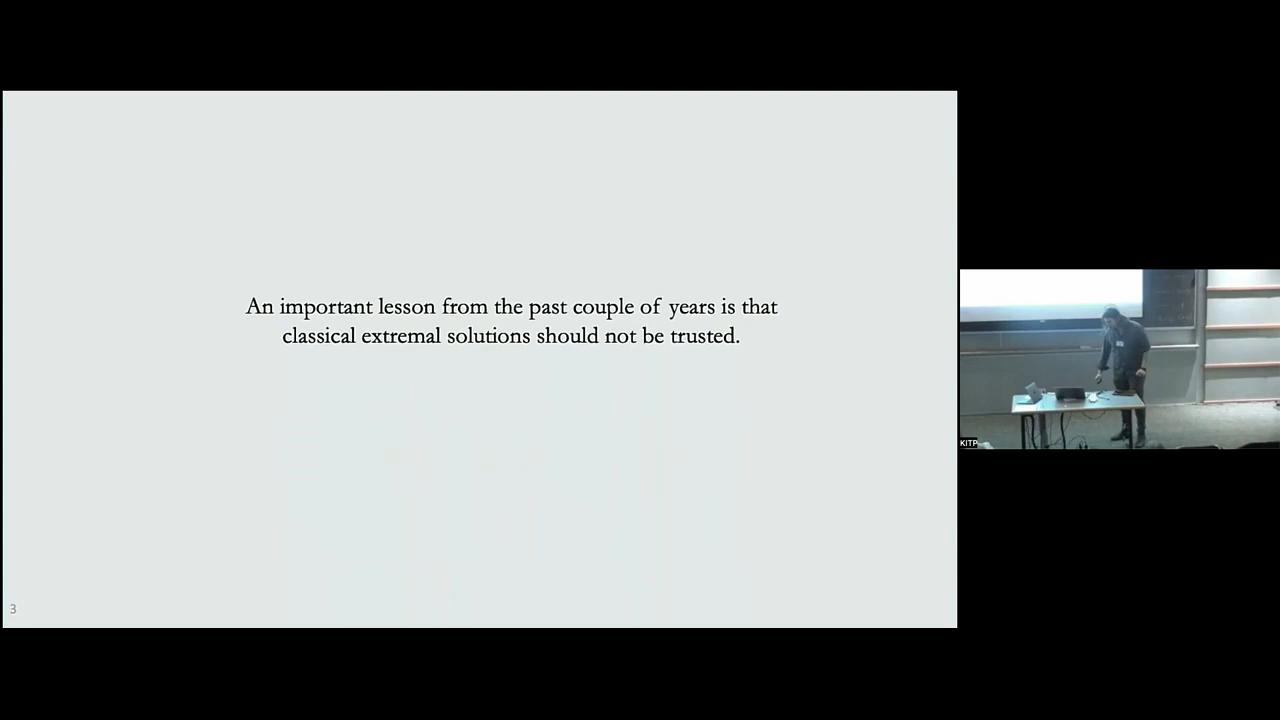 An important lesson from the past couple of years is that
classical extremal solutions should not be trusted.
3
KITP